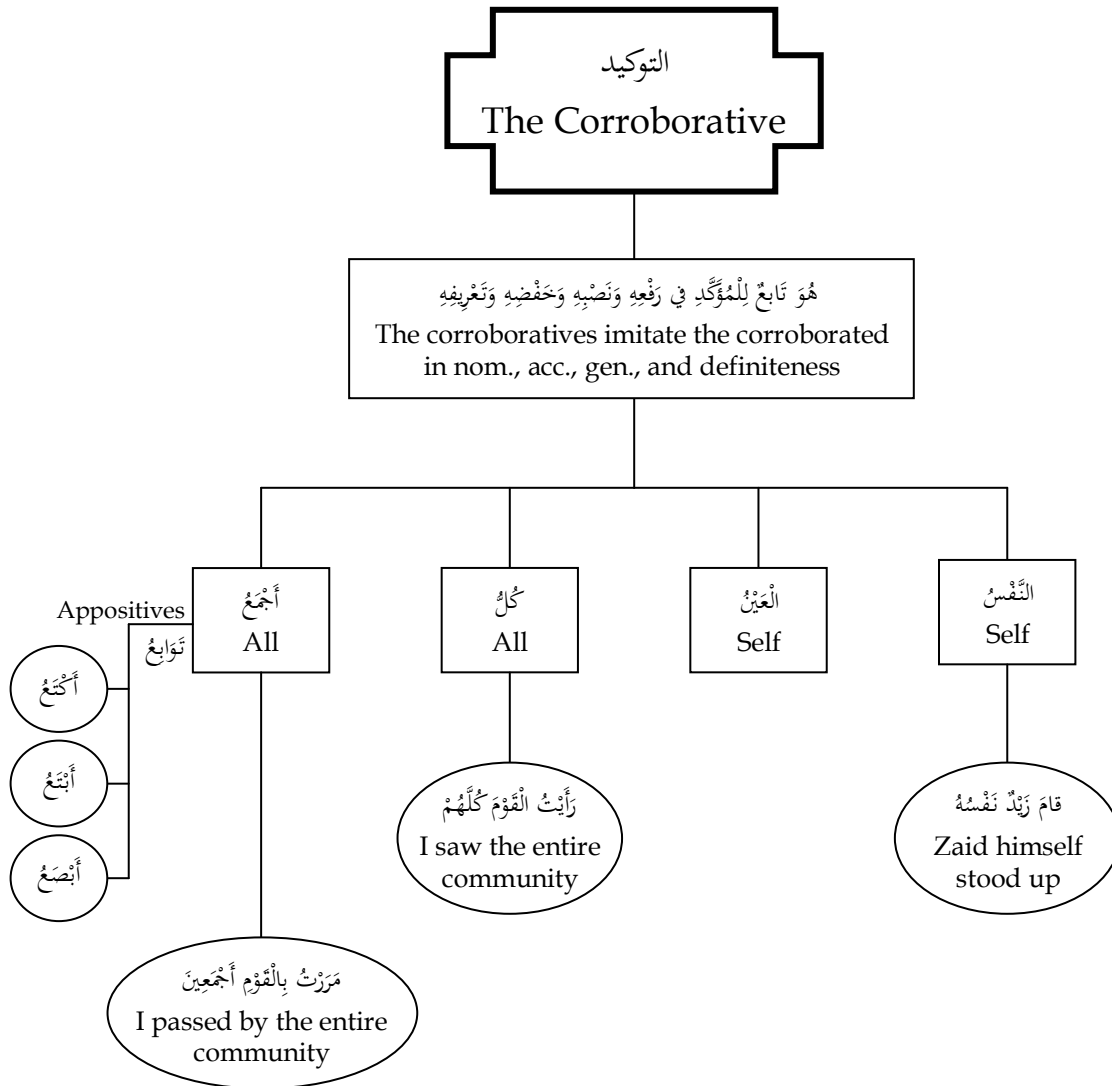 التوكيد
The Corroborative
هُوَ تَابعٌ لِلْمُؤَكَّدِ في رَفْعِهِ وَنَصْبِهِ وَخَفْضِهِ وَتَعْرِيفِهِ
The corroboratives imitate the corroborated
in nom., acc., gen., and definiteness
النَّفْسُ
Self
الْعَيْنُ
Self
كُلُّ
All
أَجْمَعُ
All
Appositives
تَوَابِعُ
أَكْتَعُ
أَبْتَعُ
أَبْصَعُ
قامَ زَيْدٌ نَفْسُهُ
Zaid himself
stood up
رَأَيْتُ الْقَوْمَ كُلَّهُمْ
I saw the entire
community
مَرَرْتُ بِالْقَوْمِ أَجْمَعِينَ
I passed by the entire
community